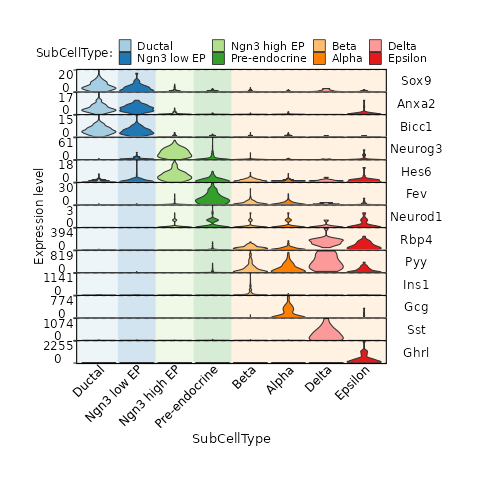 SubCellType: Ductal Ngn3 high EP Beta Delta
Ngn3 low EP Pre-endocrine Alpha Epsilon
Expression level
20
0
Sox9
17
0
Anxa2
15
0
Bicc1
61
0
Neurog3
18
0
Hes6
30
0
Fev
3
0
Neurod1
394
0
Rbp4
819
0
Pyy
1141
0
Ins1
774
0
Gcg
1074
0
Sst
2255
0
Ghrl
Ductal
Ngn3 low EP
Ngn3 high EP
Pre-endocrine
Beta
Alpha
Delta
Epsilon
SubCellType